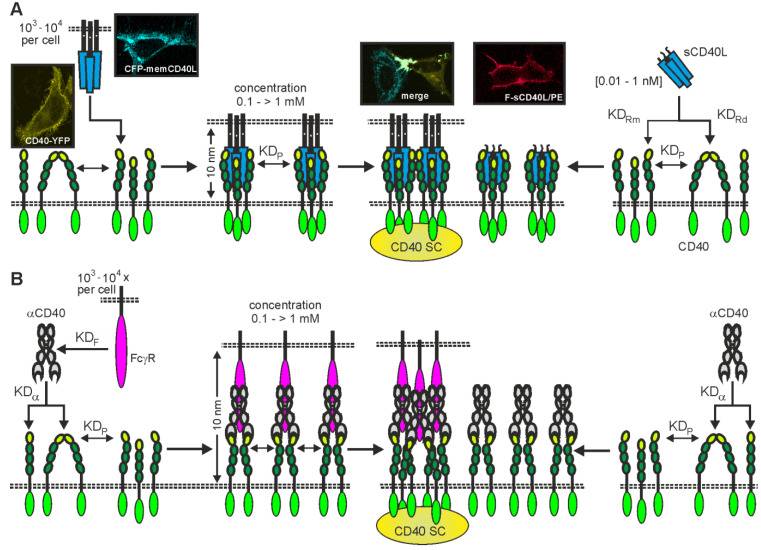 A
10³ - 10⁴
per cell
CFP-memCD40L
CD40-YFP
concentration
0.1 - > 1 mM
10 nm
KD_P
merge
F-sCD40L/PE
CD40 SC
sCD40L
[0.01 - 1 nM]
KD_Rm
KD_Rd
KD_P
CD40
B
10³ - 10⁴ x
per cell
αCD40
KD_F
FcγR
KD_α
KD_P
concentration
0.1 - > 1 mM
10 nm
CD40 SC
αCD40
KD_α
KD_P